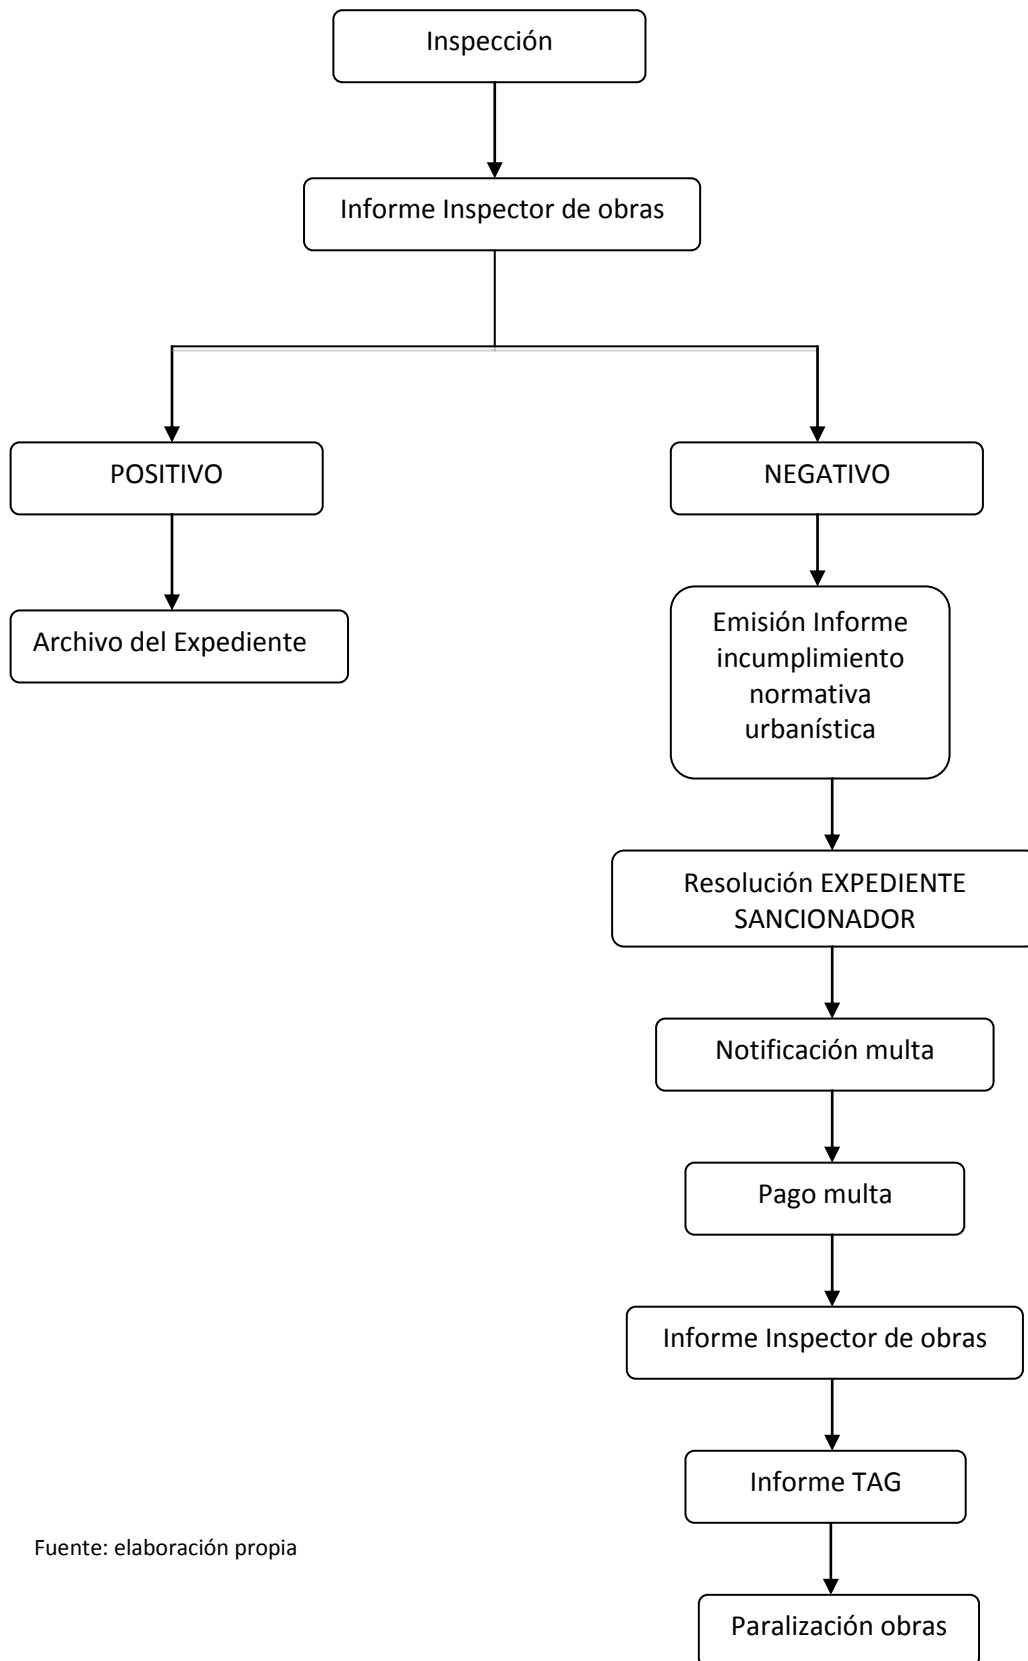 Inspección
Informe Inspector de obras
POSITIVO
NEGATIVO
Archivo del Expediente
Emisión Informe
incumplimiento
normativa
urbanística
Resolución EXPEDIENTE
SANCIONADOR
Notificación multa
Pago multa
Informe Inspector de obras
Informe TAG
Fuente: elaboración propia
Paralización obras